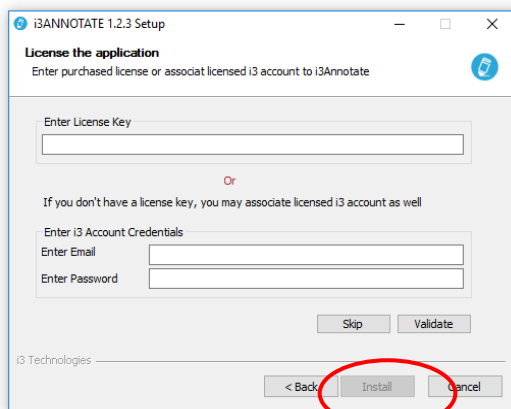 i3ANNOTATE 1.2.3 Setup
License the application
Enter purchased license or associat licensed i3 account to i3Annotate
Enter License Key
Or
If you don't have a license key, you may associate licensed i3 account as well
Enter i3 Account Credentials
Enter Email
Enter Password
Skip Validate
i3 Technologies
< Back Install Cancel